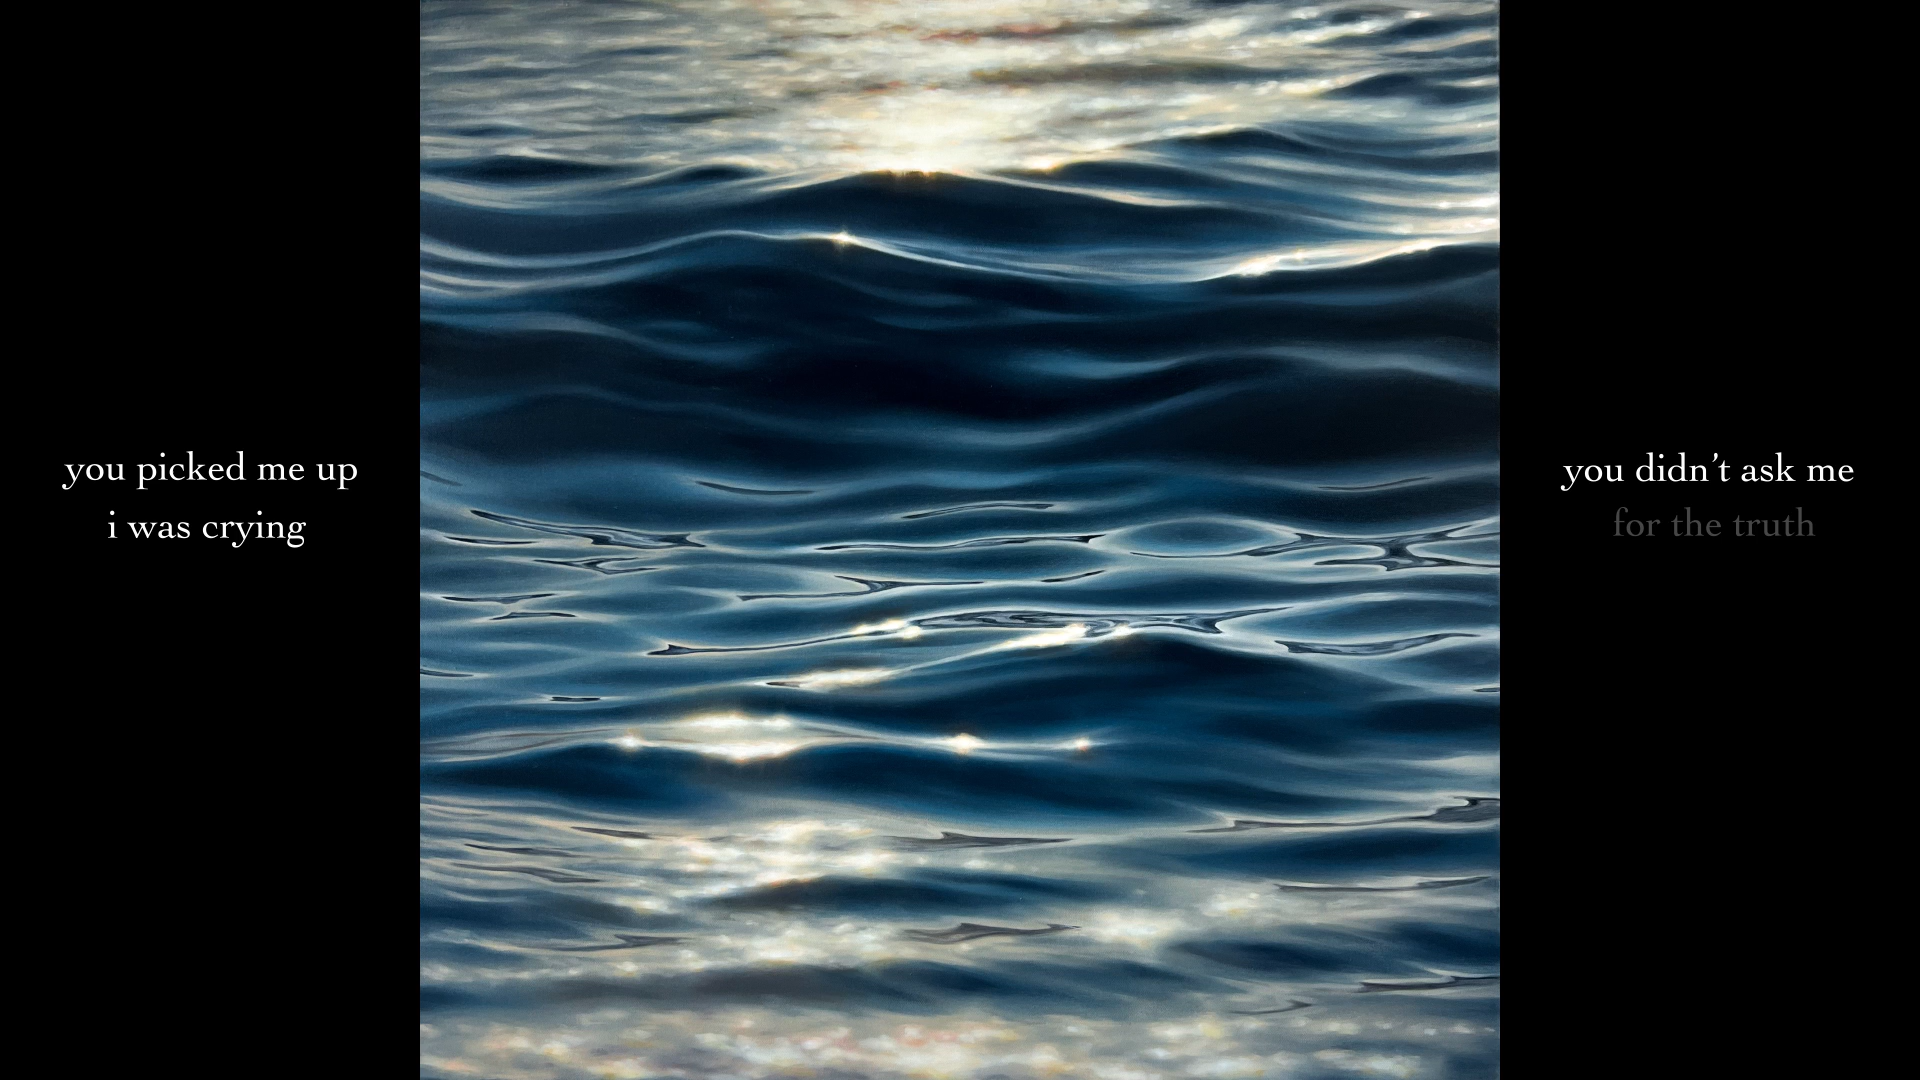 you picked me up
i was crying
you didn’t ask me
for the truth